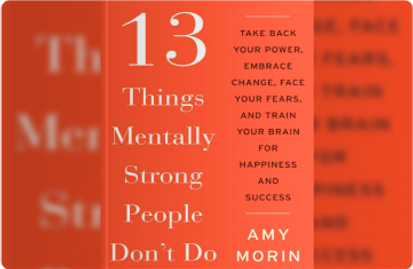 13
Things
Mentally
Strong
People
Don't Do
TAKE BACK
YOUR POWER,
EMBRACE
CHANGE, FACE
YOUR FEARS,
AND TRAIN
YOUR BRAIN
FOR
HAPPINESS
AND
SUCCESS
AMY
MORIN